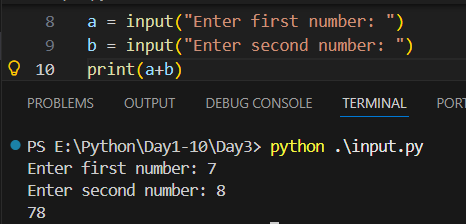 8 a = input("Enter first number: ")
9 b = input("Enter second number: ")
10 print(a+b)
PROBLEMS OUTPUT DEBUG CONSOLE TERMINAL POR
PS E:\Python\Day1-10\Day3> python .\input.py
Enter first number: 7
Enter second number: 8
78